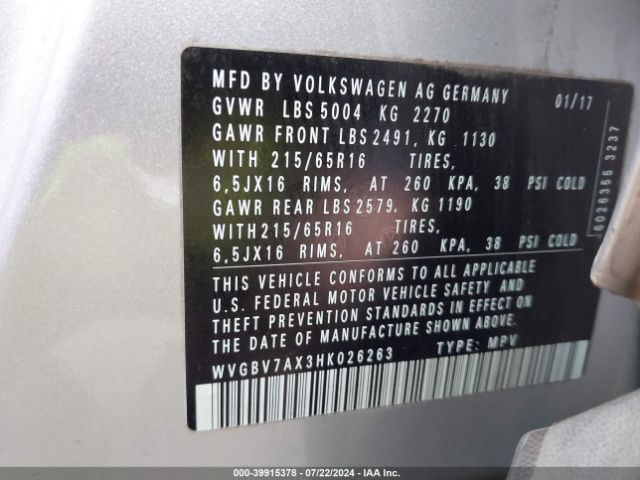 MFD BY VOLKSWAGEN AG GERMANY 01/17
GVWR LBS 5004 KG 2270
GAWR FRONT LBS 2491, KG 1130
WITH 215/65R16 TIRES,
6,5JX16 RIMS, AT 260 KPA, 38 PSI COLD
GAWR REAR LBS 2579, KG 1190
WITH 215/65R16 TIRES,
6,5JX16 RIMS, AT 260 KPA, 38 PSI COLD
6026355 3237
THIS VEHICLE CONFORMS TO ALL APPLICABLE
U.S. FEDERAL MOTOR VEHICLE SAFETY AND
THEFT PREVENTION STANDARDS IN EFFECT ON
THE DATE OF MANUFACTURE SHOWN ABOVE.
WVGBV7AX3HK026263 TYPE: MPV
000-39915378 - 07/22/2024 - IAA Inc.